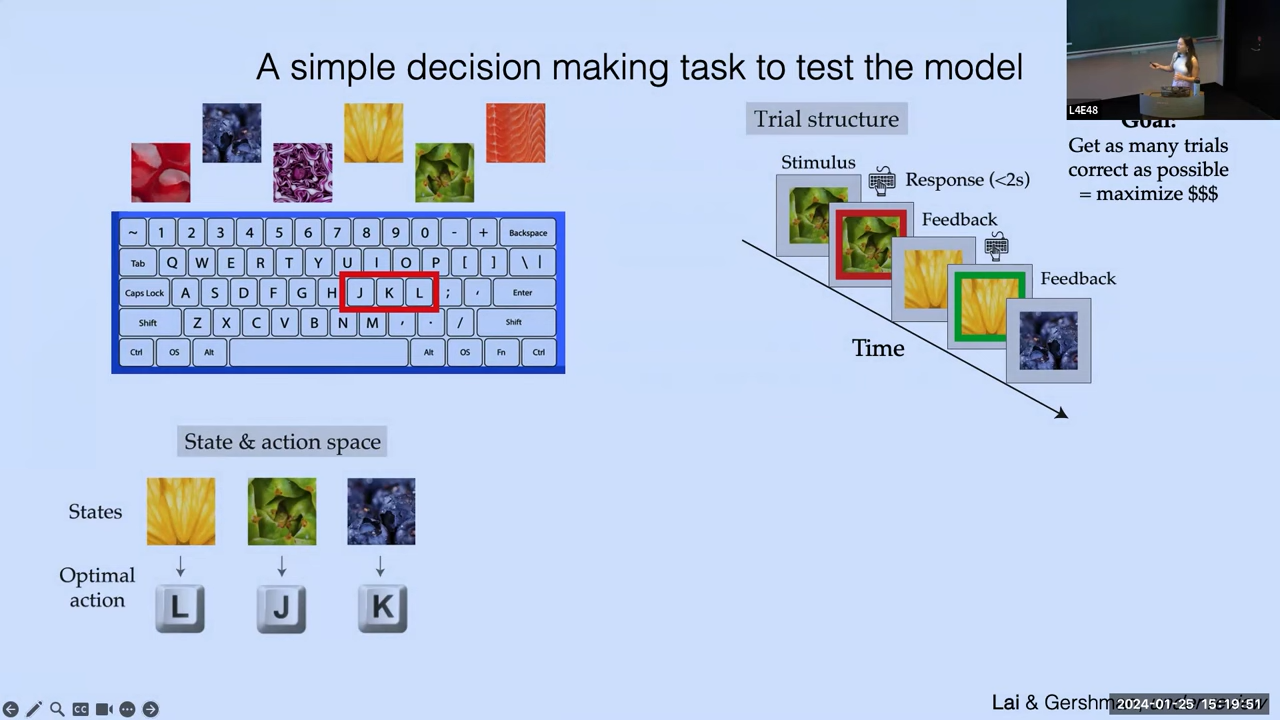 A simple decision making task to test the model
L4E48
Trial structure
Goal:
Get as many trials
correct as possible
= maximize $$$
Stimulus
Response (<2s)
Feedback
Feedback
Time
~ 1 2 3 4 5 6 7 8 9 0 - + Backspace
Tab Q W E R T Y U I O P [ ] \ |
Caps Lock A S D F G H J K L ; ' Enter
Shift Z X C V B N M , . / Shift
Ctrl OS Alt Alt OS Fn Ctrl
State & action space
States
Optimal
action
L J K
CC
Lai & Gershman
2024-01-25 15:19:51